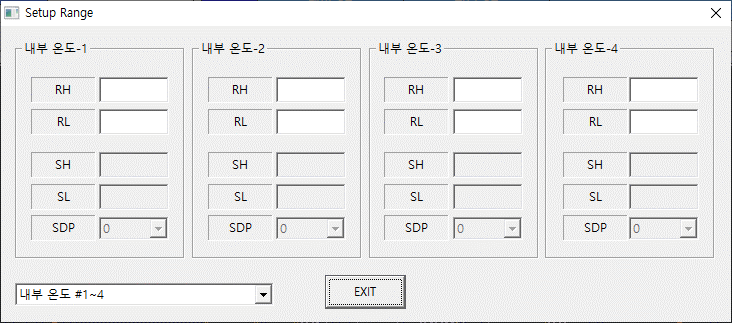 Setup Range
내부 온도-1
내부 온도-2
내부 온도-3
내부 온도-4
RH
RH
RH
RH
RL
RL
RL
RL
SH
SH
SH
SH
SL
SL
SL
SL
SDP 0
SDP 0
SDP 0
SDP 0
내부 온도 #1~4
EXIT